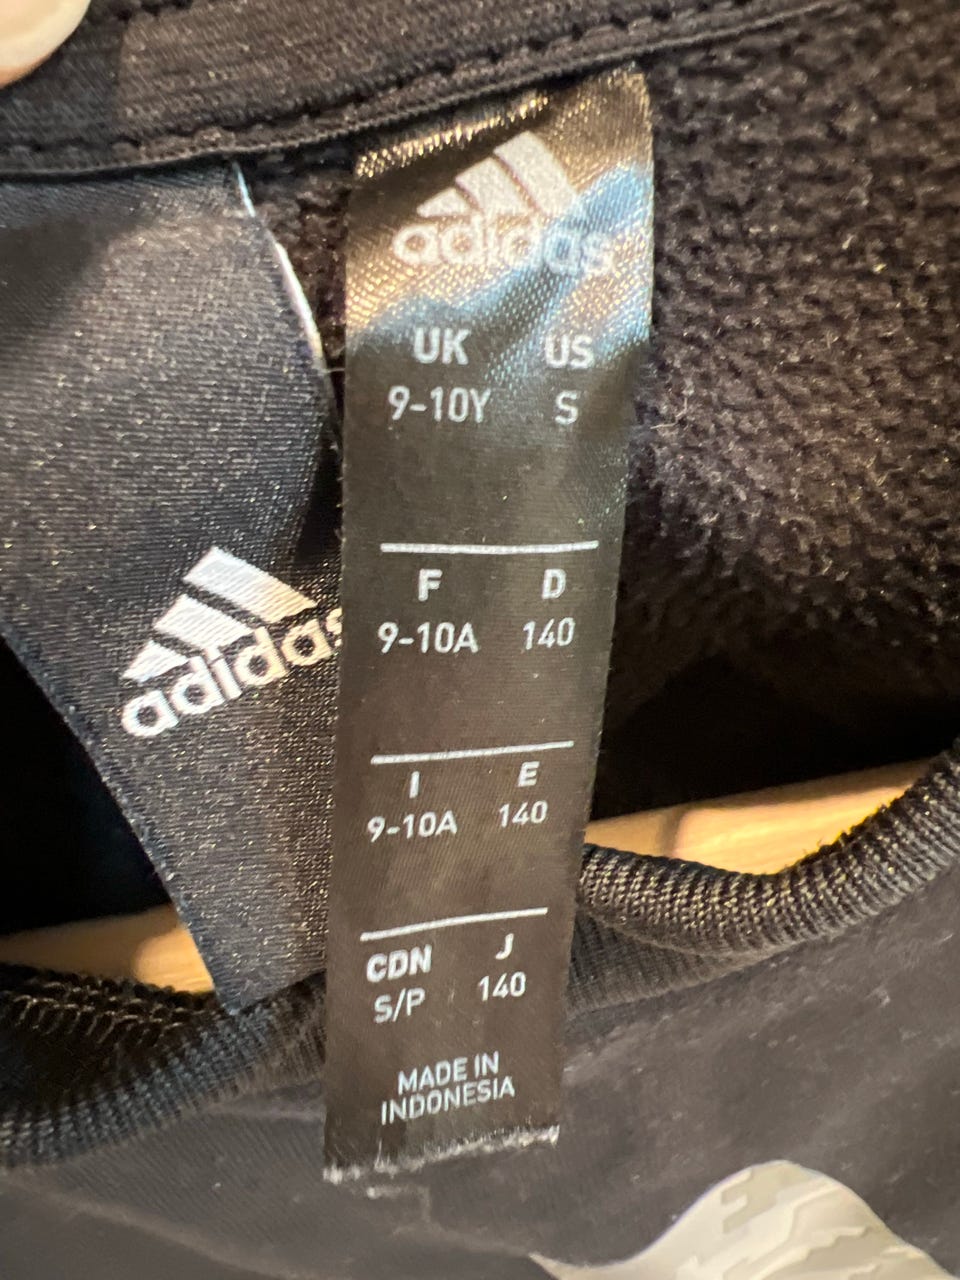 adidas
UK US
9-10Y S
F D
9-10A 140
I E
9-10A 140
CDN J
S/P 140
MADE IN
INDONESIA
adidas